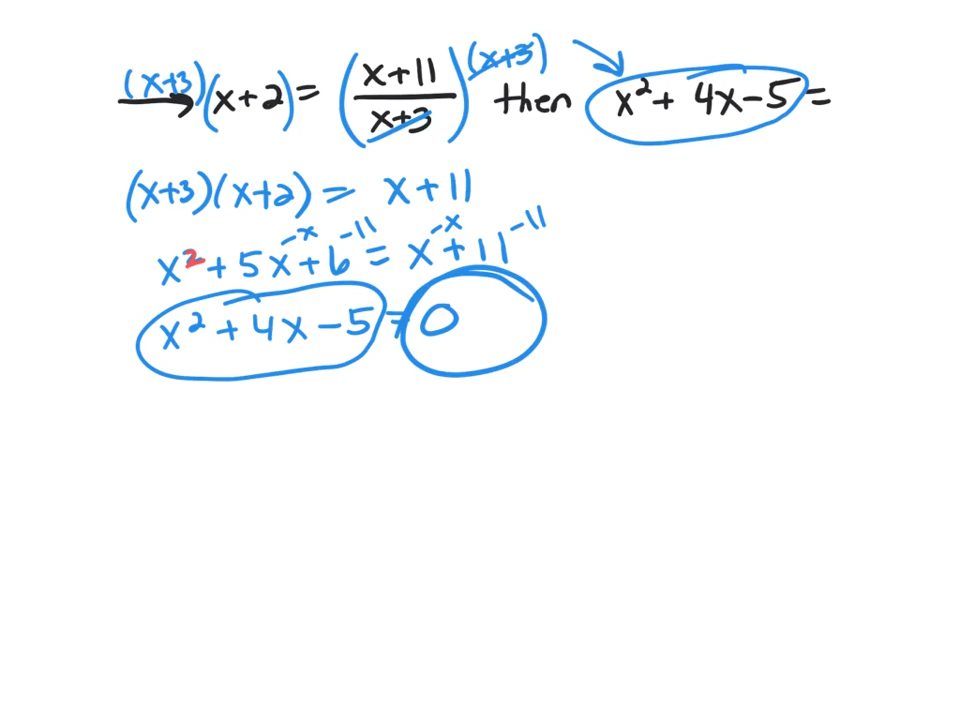 (x+3)(x+2) = (x+11/x+3)(x+3) then x² + 4x - 5 =
(x+3)(x+2) = x+11
x² + 5x - x + 6 - 11 = x - x + 11 - 11
x² + 4x - 5 = 0